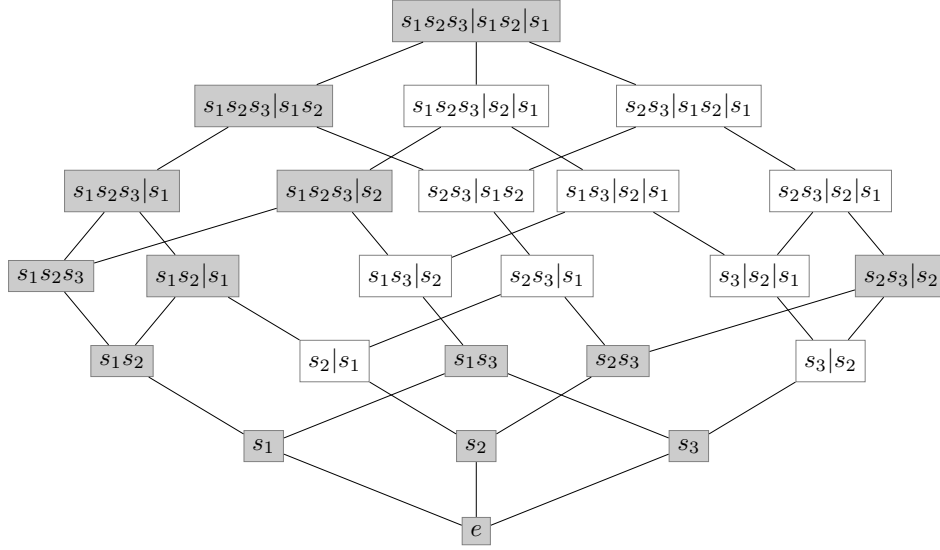 s₁s₂s₃|s₁s₂|s₁
s₁s₂s₃|s₁s₂ s₁s₂s₃|s₂|s₁ s₂s₃|s₁s₂|s₁
s₁s₂s₃|s₁ s₁s₂s₃|s₂ s₂s₃|s₁s₂ s₁s₃|s₂|s₁ s₂s₃|s₂|s₁
s₁s₂s₃ s₁s₂|s₁ s₁s₃|s₂ s₂s₃|s₁ s₃|s₂|s₁ s₂s₃|s₂
s₁s₂ s₂|s₁ s₁s₃ s₂s₃ s₃|s₂
s₁ s₂ s₃
e